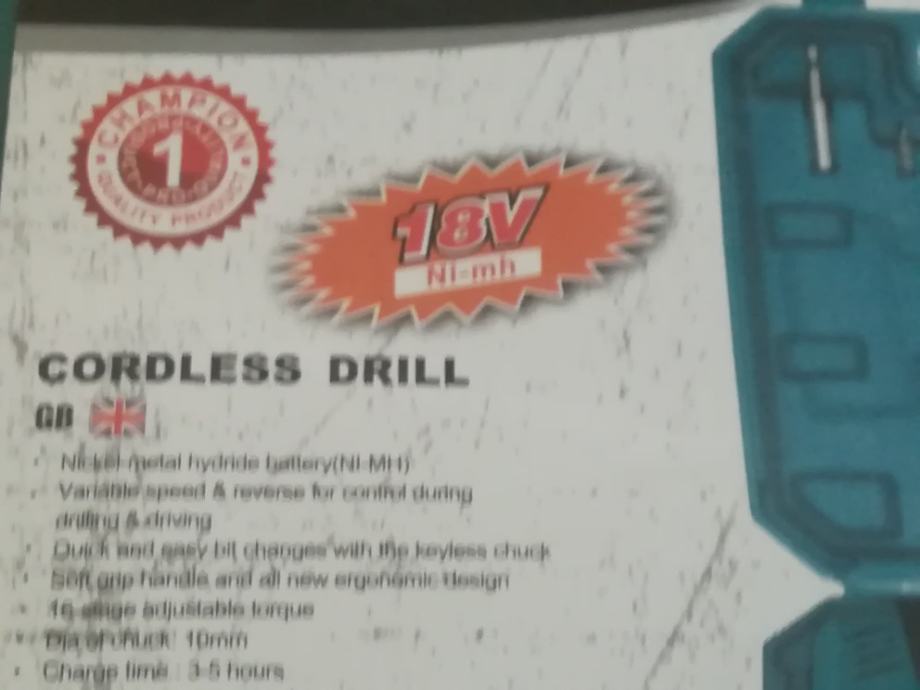 CHAMPION
1
QUALITY PRODUCT
18V
Ni-mh
CORDLESS DRILL
GB
Nickel-metal hydride battery(NI-MH)
Variable speed & reverse for control during
drilling & driving
Quick and easy bit changes with the keyless chuck
Soft grip handle and all new ergonomic design
16 stage adjustable torque
Dia of chuck: 10mm
Charge time : 3-5 hours